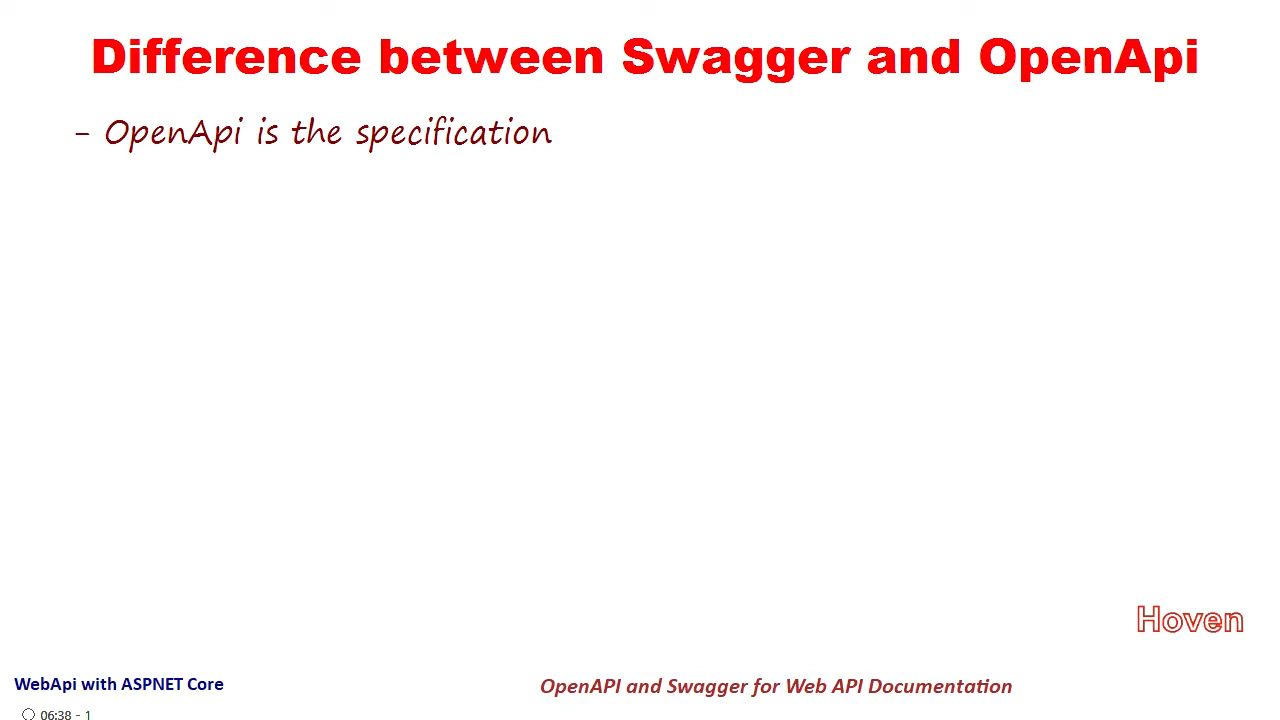 Difference between Swagger and OpenApi
- OpenApi is the specification
Hoven
WebApi with ASPNET Core
OpenAPI and Swagger for Web API Documentation
06:38 - 1